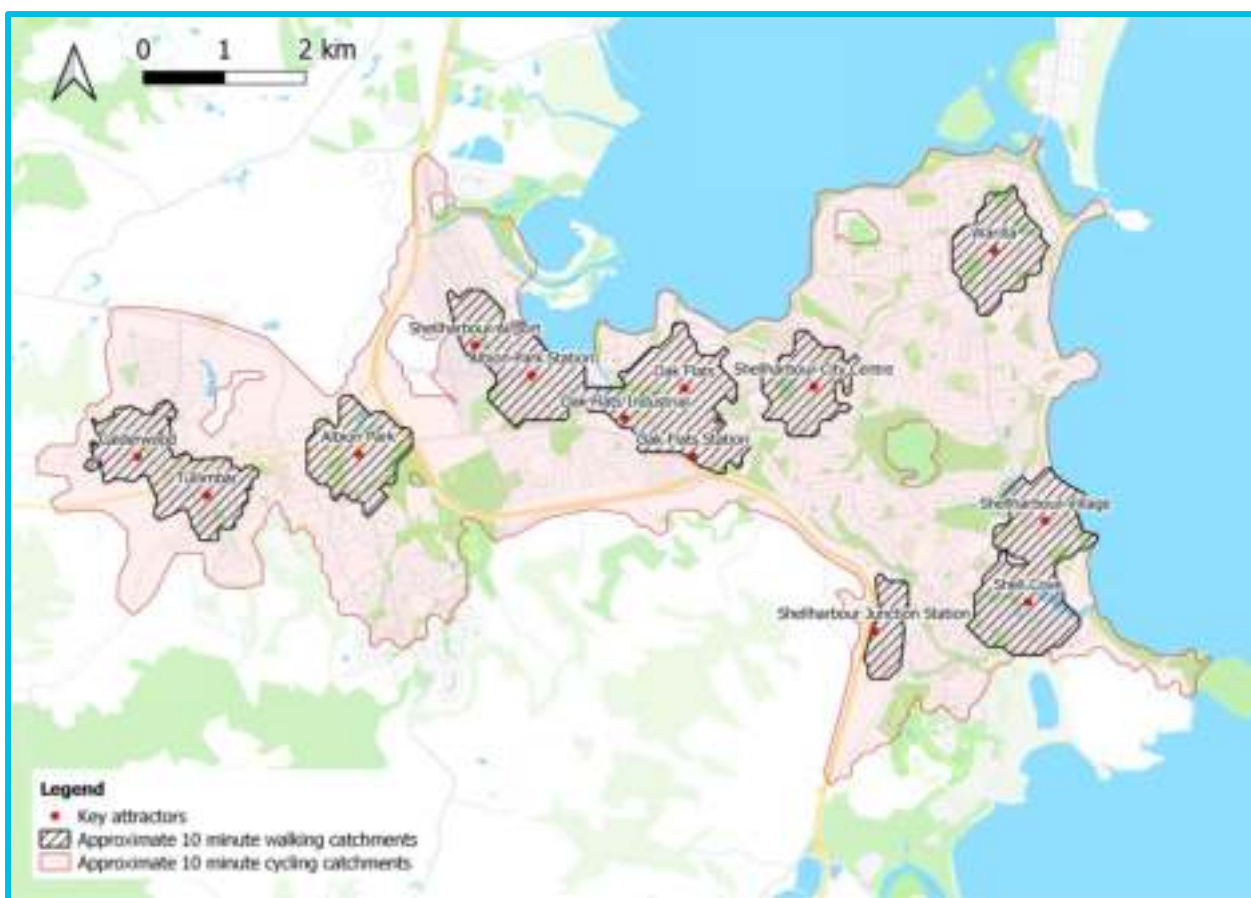 0 1 2 km
Warilla
Shellharbour Airport
Albion Park Station
Oak Flats
Shellharbour City Centre
Oak Flats Industrial
Albion Park
Oak Flats Station
Calderwood
Tullimbar
Shellharbour Village
Shell Cove
Shellharbour Junction Station
Legend
Key attractors
Approximate 10 minute walking catchments
Approximate 10 minute cycling catchments